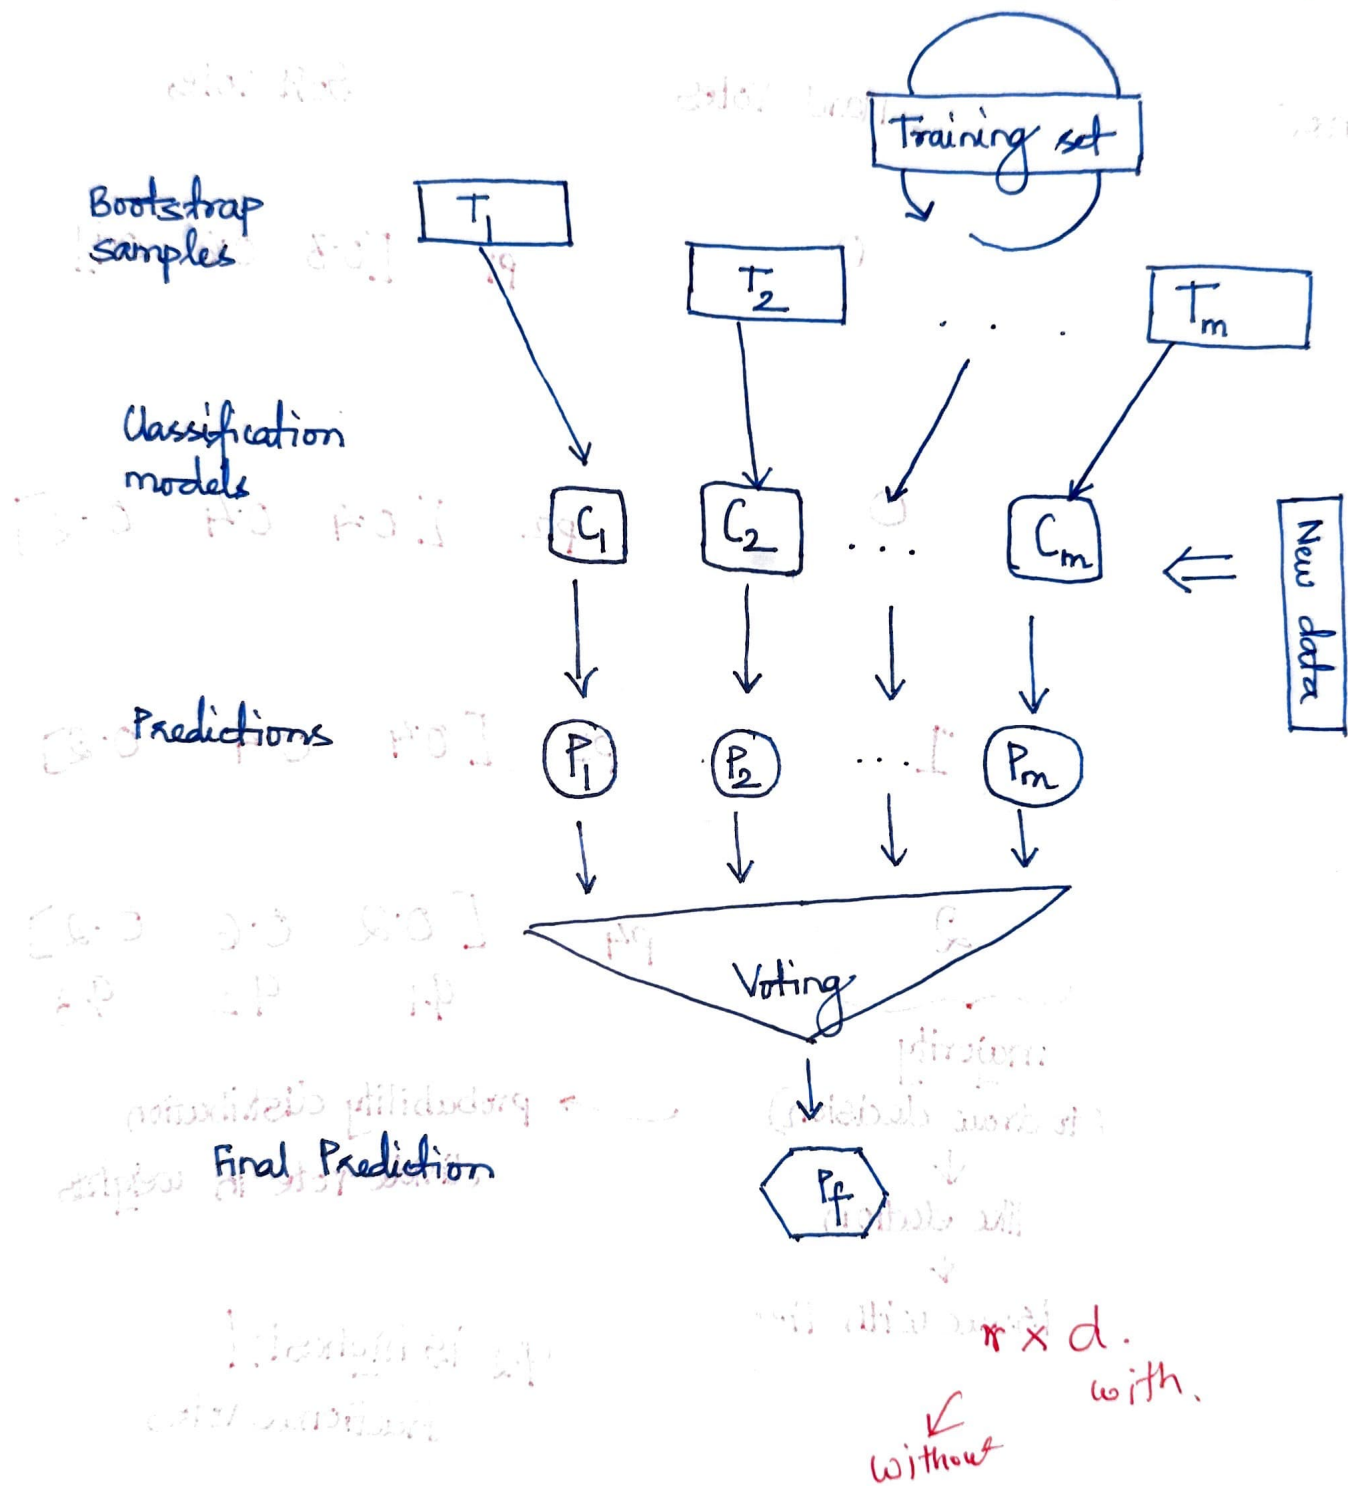 Training set
Bootstrap
samples
T1
T2
. . .
Tm
Classification
models
C1
C2
...
Cm
New data
Predictions
P1
P2
...
Pm
Voting
Final Prediction
Pf
r x d.
with.
without